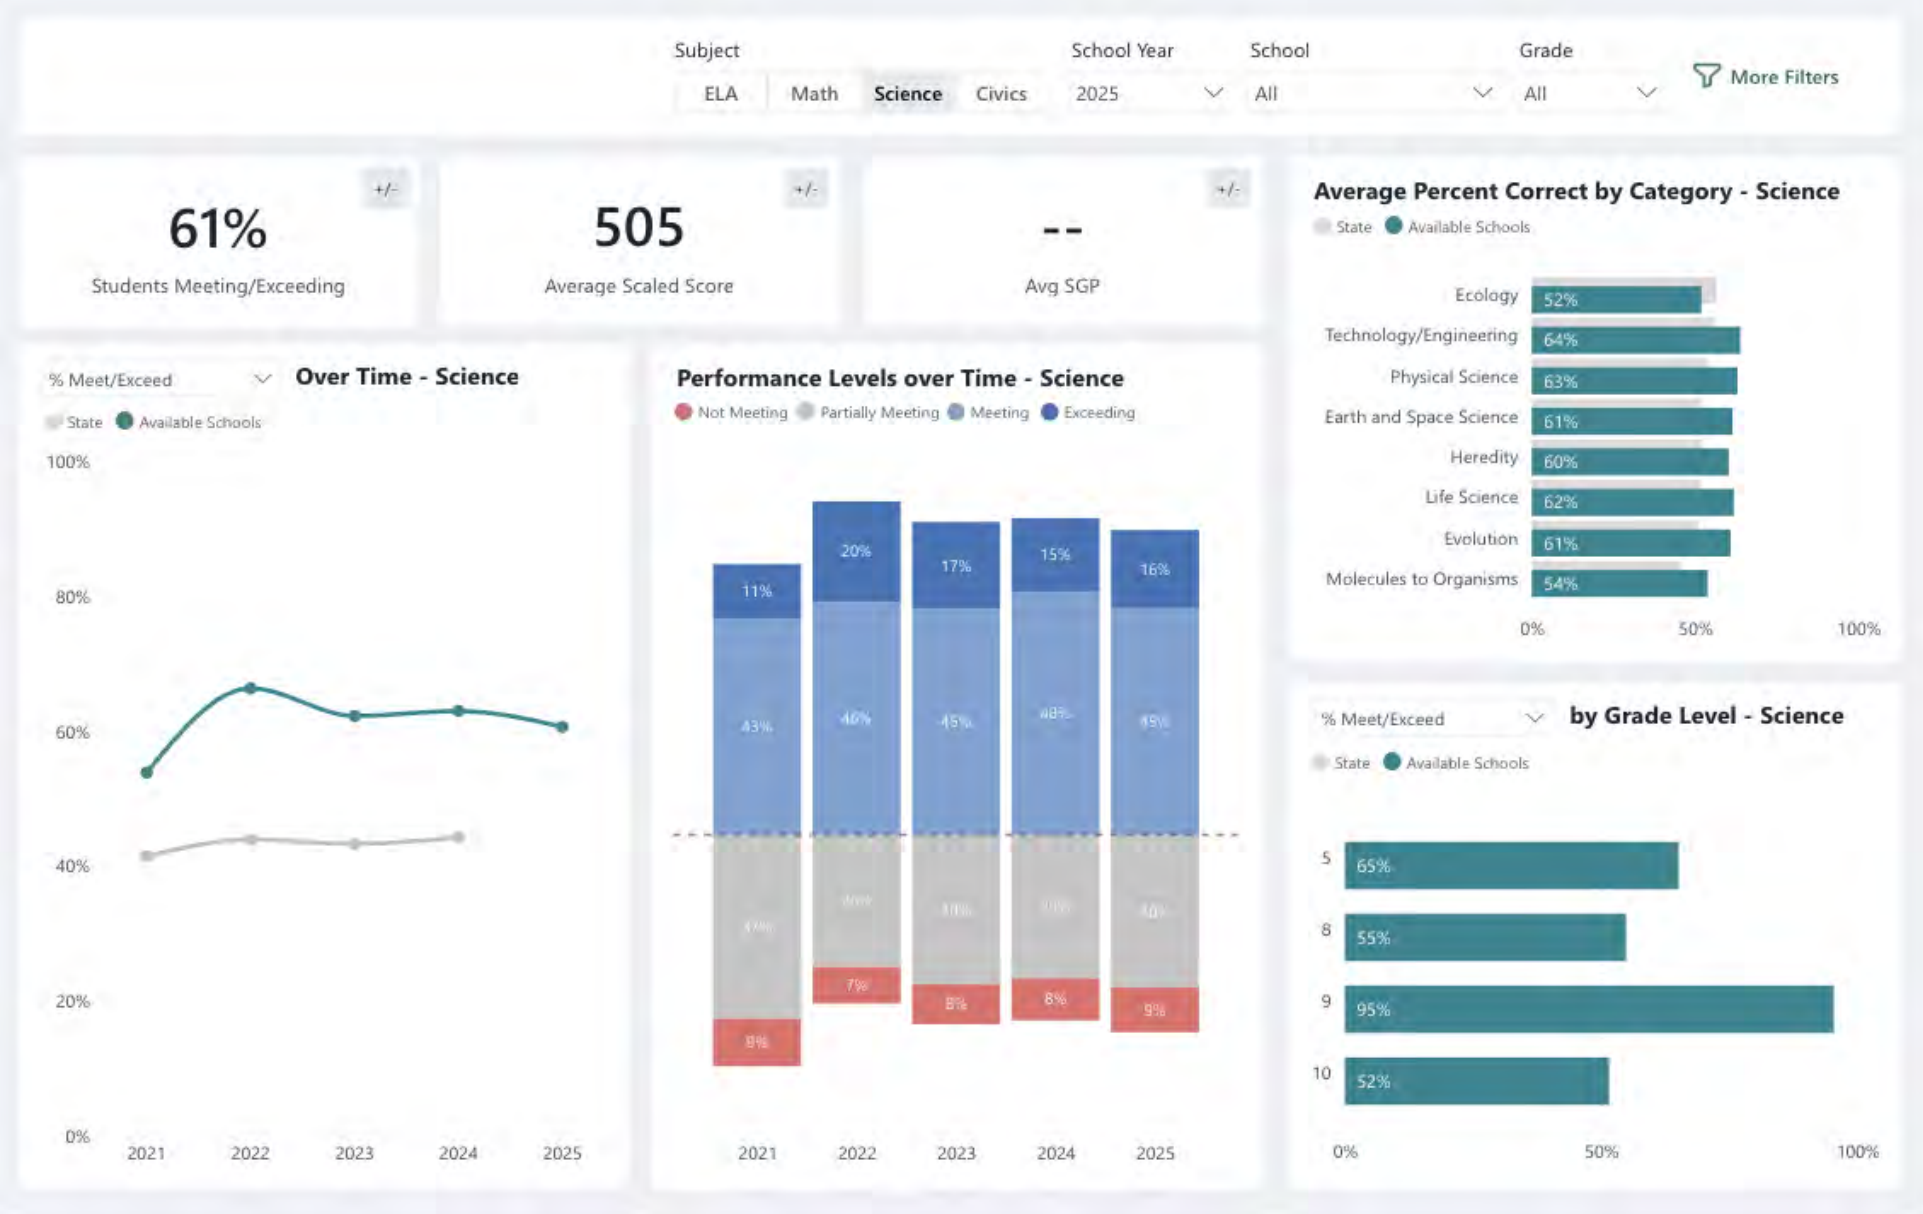 Subject
School Year
School
Grade
ELA
Math
Science
Civics
2025
All
All
More Filters
+/-
61%
Students Meeting/Exceeding
+/-
505
Average Scaled Score
+/-
--
Avg SGP
Average Percent Correct by Category - Science
State
Available Schools
Ecology
52%
Technology/Engineering
64%
Physical Science
63%
Earth and Space Science
61%
Heredity
60%
Life Science
62%
Evolution
61%
Molecules to Organisms
54%
0%
50%
100%
% Meet/Exceed
Over Time - Science
State
Available Schools
100%
80%
60%
40%
20%
0%
2021
2022
2023
2024
2025
Performance Levels over Time - Science
Not Meeting
Partially Meeting
Meeting
Exceeding
11%
20%
17%
15%
16%
43%
46%
45%
48%
45%
7%
8%
8%
9%
2021
2022
2023
2024
2025
% Meet/Exceed
by Grade Level - Science
State
Available Schools
5
65%
8
55%
9
95%
10
52%
0%
50%
100%